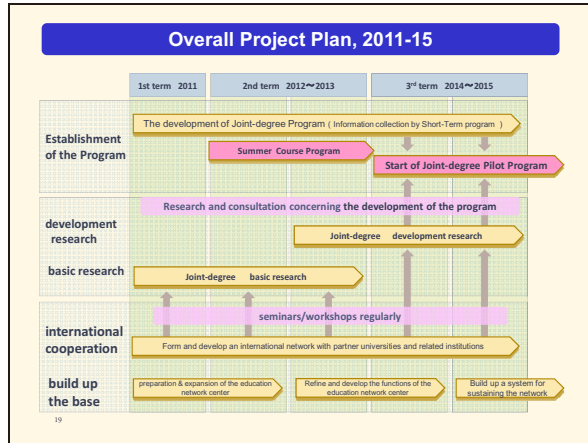 Overall Project Plan, 2011-15
1st term 2011
2nd term 2012〜2013
3rd term 2014〜2015
Establishment
of the Program
The development of Joint-degree Program ( Information collection by Short-Term program )
Summer Course Program
Start of Joint-degree Pilot Program
Research and consultation concerning the development of the program
development
research
Joint-degree development research
basic research
Joint-degree basic research
international
cooperation
seminars/workshops regularly
Form and develop an international network with partner universities and related institutions
build up
the base
preparation & expansion of the education
network center
Refine and develop the functions of the
education network center
Build up a system for
sustaining the network
19